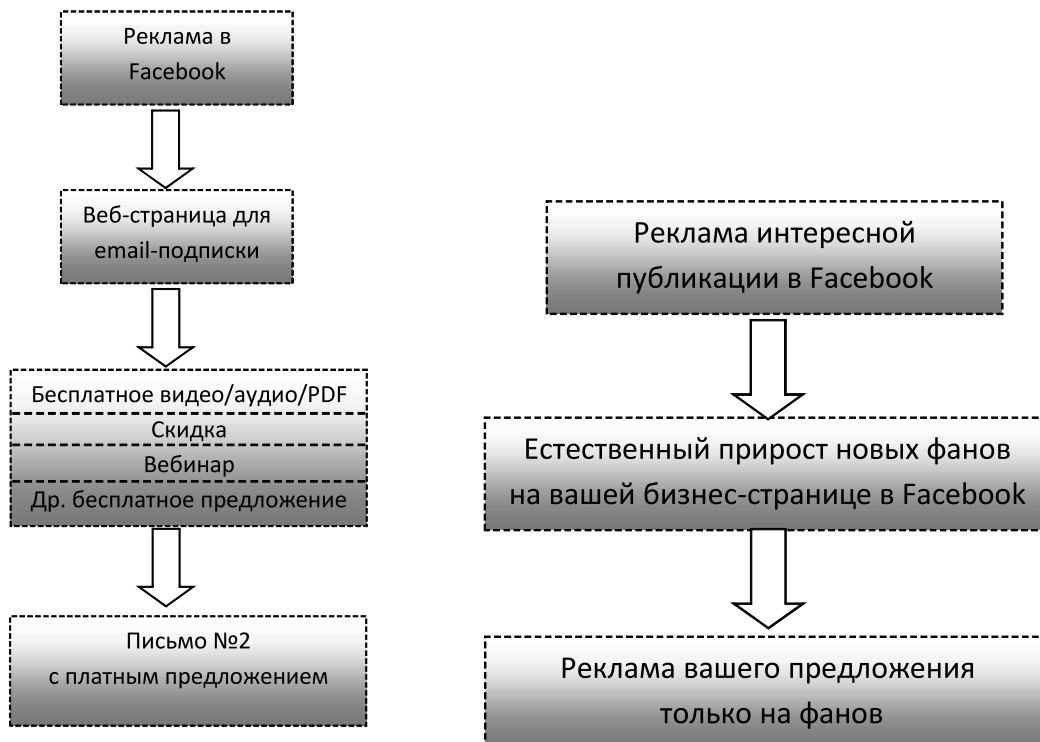 Реклама в
Facebook
Веб-страница для
email-подписки
Бесплатное видео/аудио/PDF
Скидка
Вебинар
Др. бесплатное предложение
Письмо №2
с платным предложением
Реклама интересной
публикации в Facebook
Естественный прирост новых фанов
на вашей бизнес-странице в Facebook
Реклама вашего предложения
только на фанов